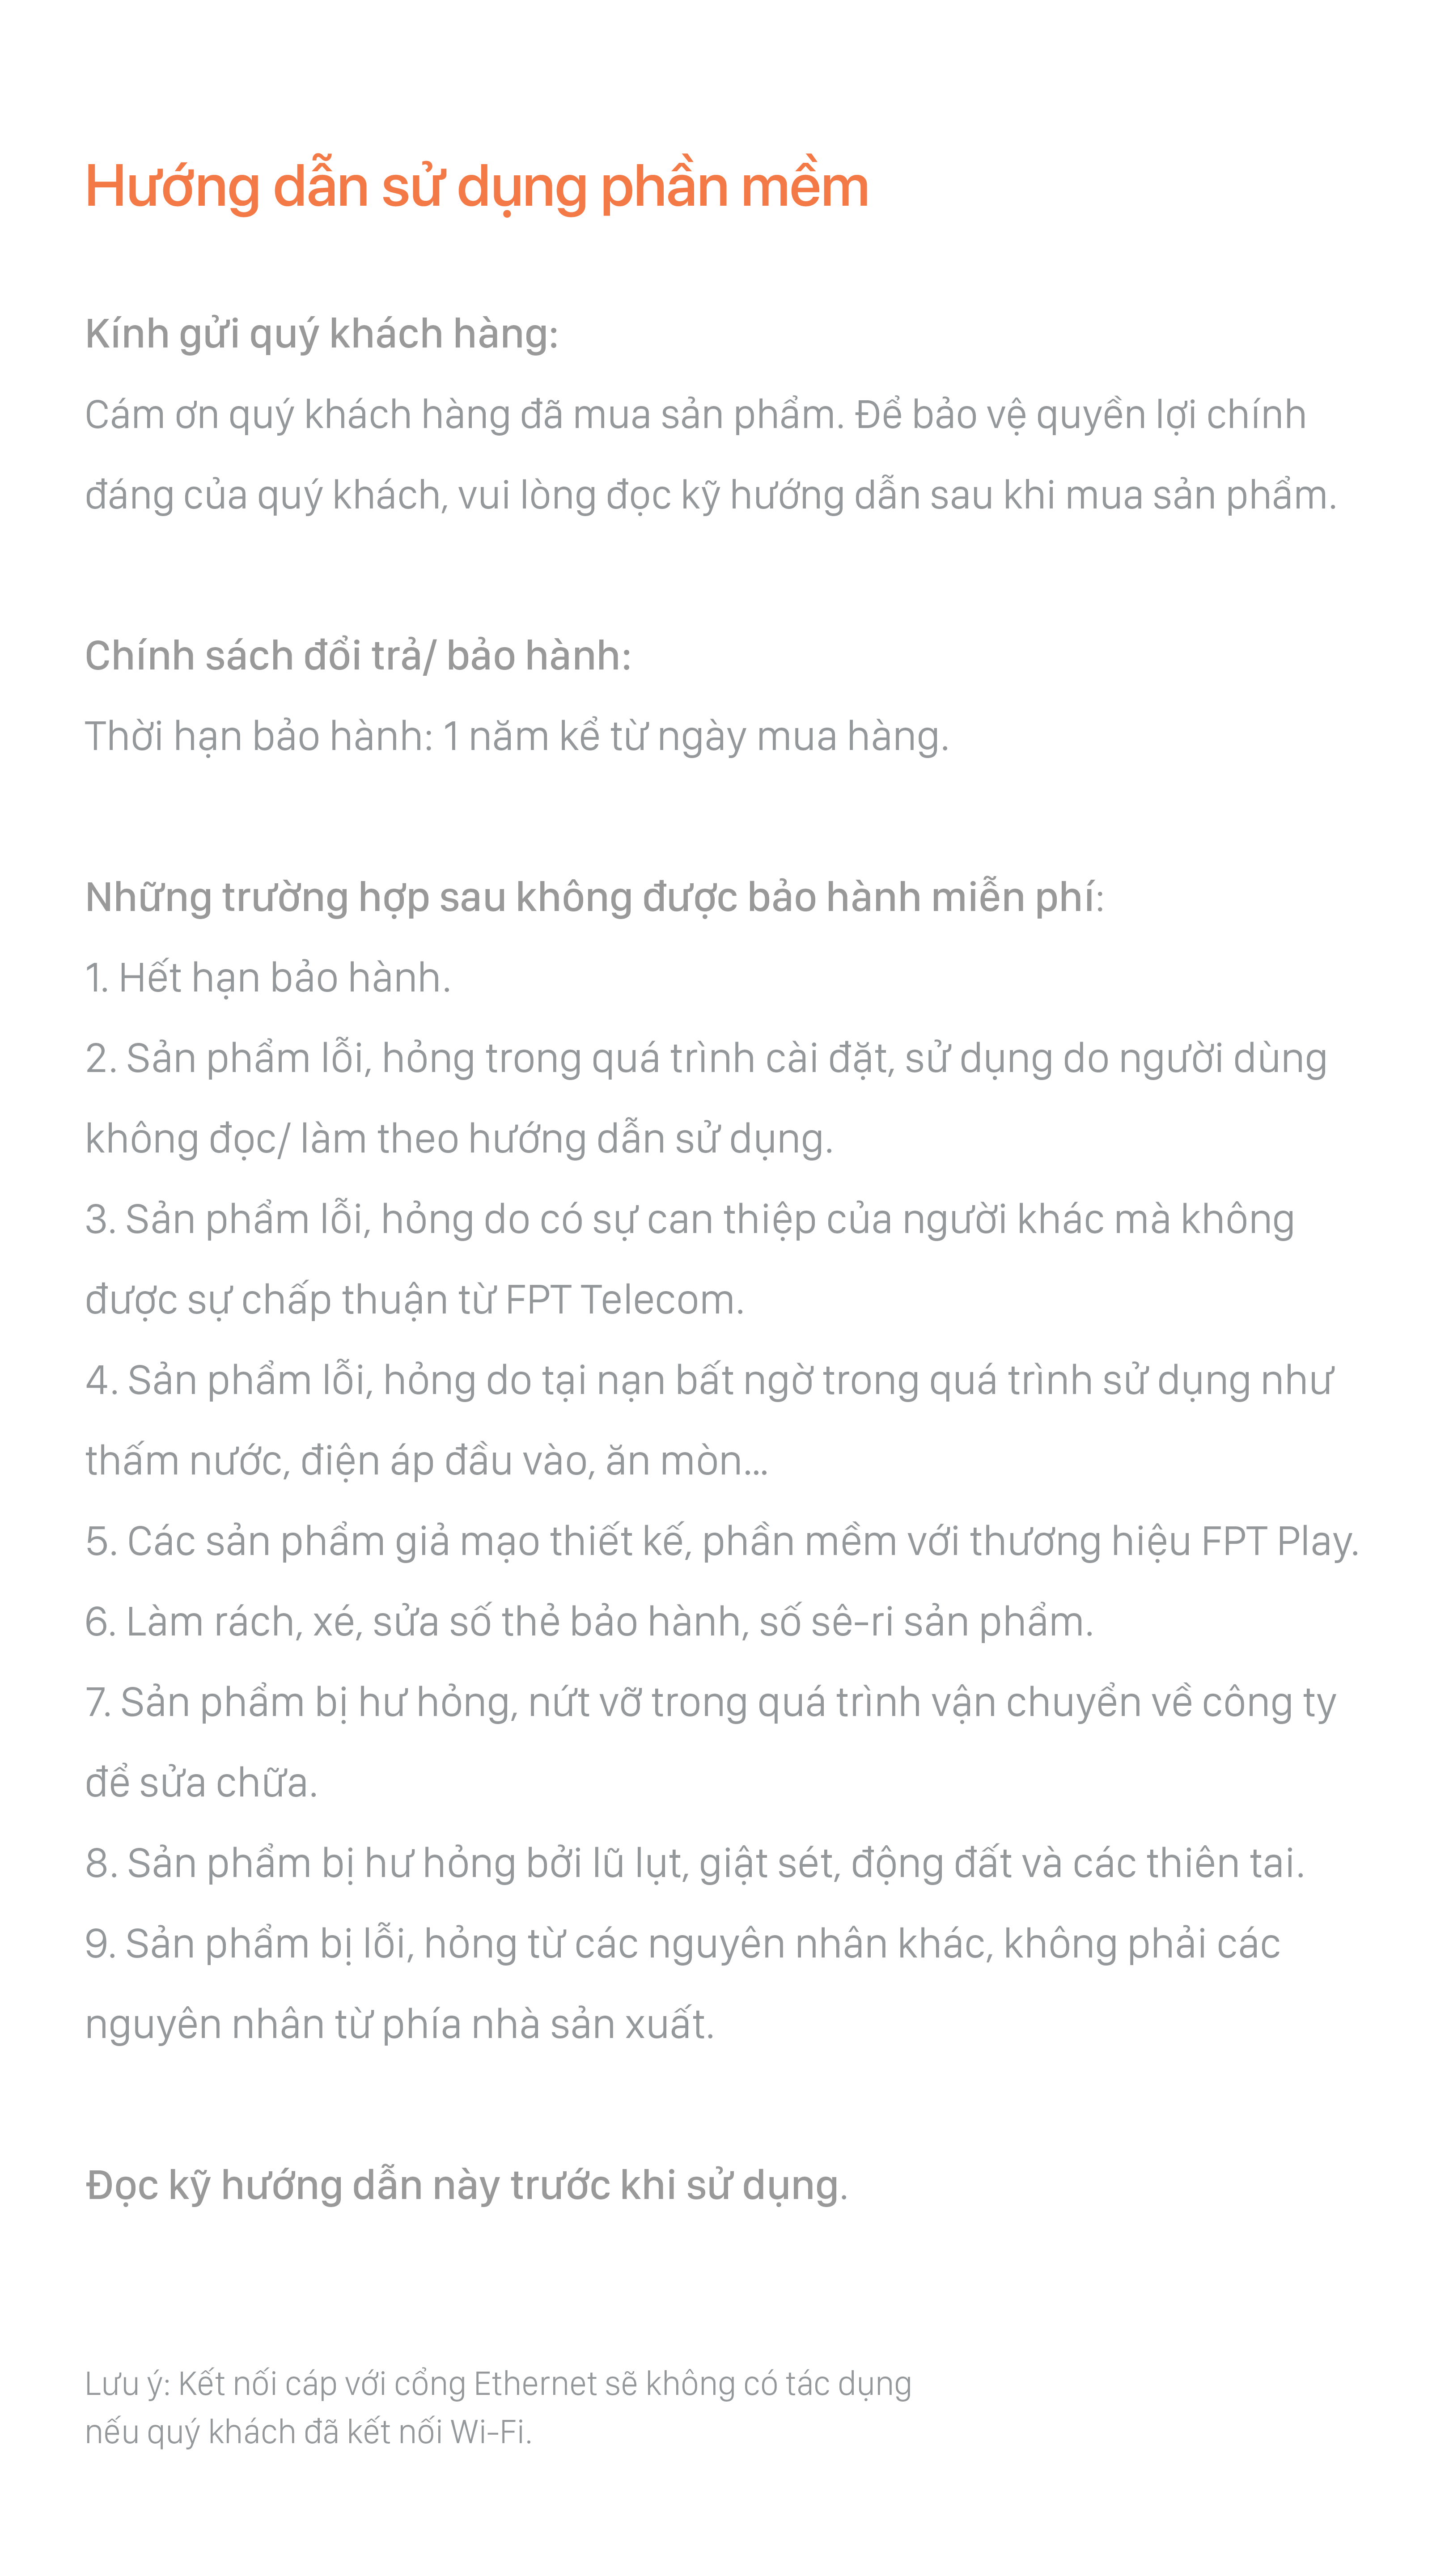 Hướng dẫn sử dụng phần mềm
Kính gửi quý khách hàng:
Cám ơn quý khách hàng đã mua sản phẩm. Để bảo vệ quyền lợi chính
đáng của quý khách, vui lòng đọc kỹ hướng dẫn sau khi mua sản phẩm.
Chính sách đổi trả/ bảo hành:
Thời hạn bảo hành: 1 năm kể từ ngày mua hàng.
Những trường hợp sau không được bảo hành miễn phí:
1. Hết hạn bảo hành.
2. Sản phẩm lỗi, hỏng trong quá trình cài đặt, sử dụng do người dùng
không đọc/ làm theo hướng dẫn sử dụng.
3. Sản phẩm lỗi, hỏng do có sự can thiệp của người khác mà không
được sự chấp thuận từ FPT Telecom.
4. Sản phẩm lỗi, hỏng do tại nạn bất ngờ trong quá trình sử dụng như
thấm nước, điện áp đầu vào, ăn mòn...
5. Các sản phẩm giả mạo thiết kế, phần mềm với thương hiệu FPT Play.
6. Làm rách, xé, sửa số thẻ bảo hành, số sê-ri sản phẩm.
7. Sản phẩm bị hư hỏng, nứt vỡ trong quá trình vận chuyển về công ty
để sửa chữa.
8. Sản phẩm bị hư hỏng bởi lũ lụt, giật sét, động đất và các thiên tai.
9. Sản phẩm bị lỗi, hỏng từ các nguyên nhân khác, không phải các
nguyên nhân từ phía nhà sản xuất.
Đọc kỹ hướng dẫn này trước khi sử dụng.
Lưu ý: Kết nối cáp với cổng Ethernet sẽ không có tác dụng
nếu quý khách đã kết nối Wi-Fi.